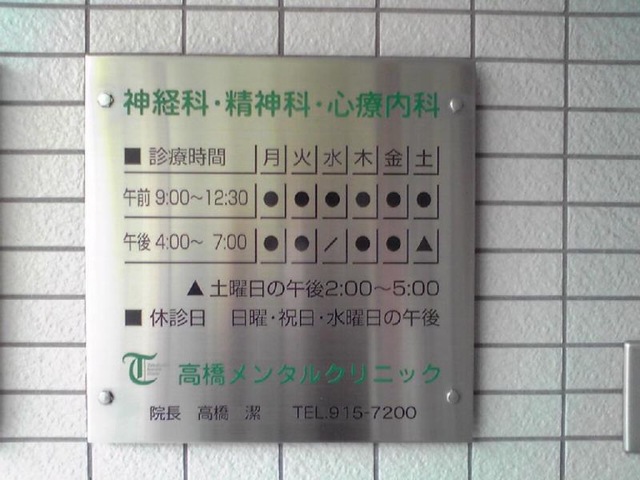 神経科・精神科・心療内科
■ 診療時間 月 火 水 木 金 土
午前 9:00〜12:30 ● ● ● ● ● ●
午後 4:00〜 7:00 ● ● ／ ● ● ▲
▲土曜日の午後2:00〜5:00
■ 休診日 日曜・祝日・水曜日の午後
高橋メンタルクリニック
院長 高橋 潔 TEL.915-7200